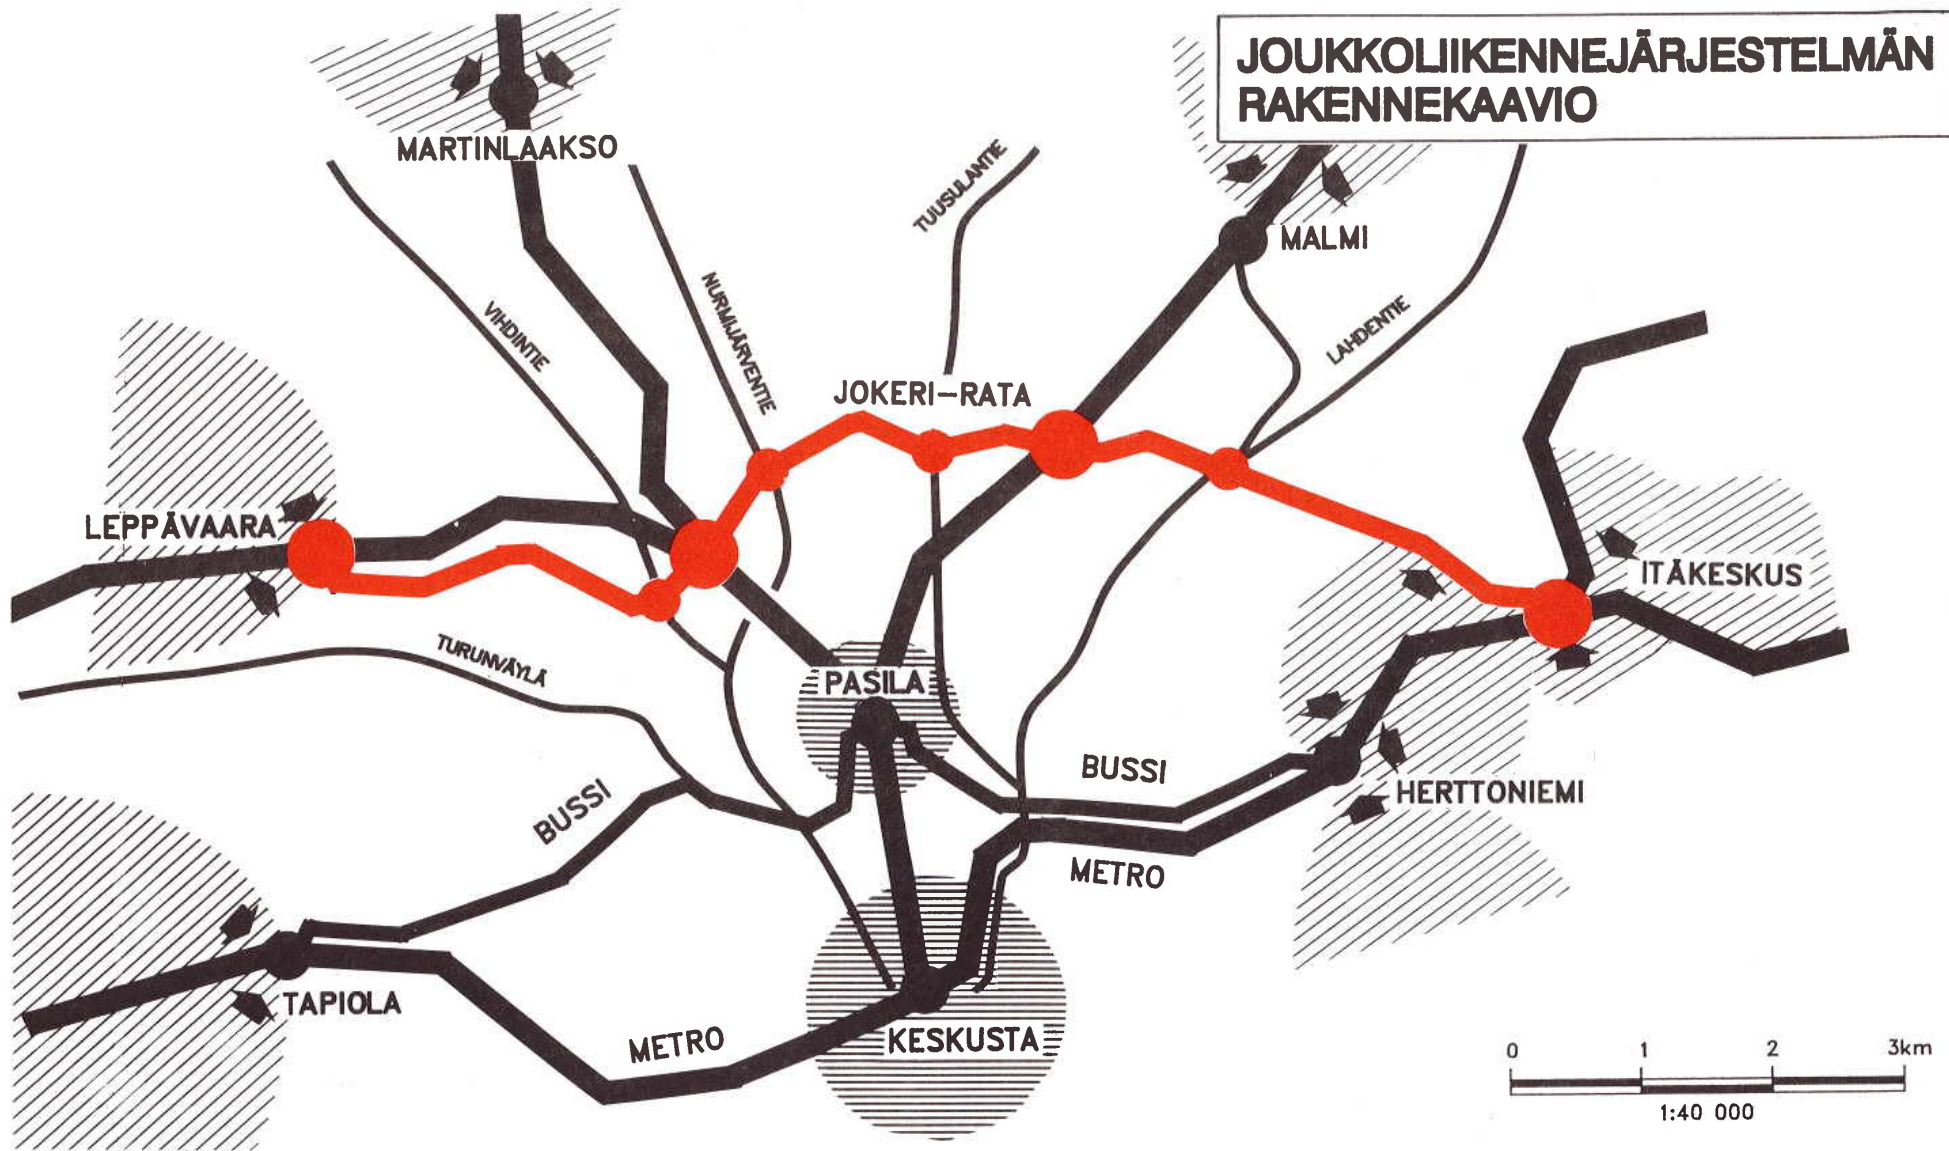 JOUKKOLIIKENNEJÄRJESTELMÄN
RAKENNEKAAVIO
MARTINLAAKSO
TUUSULANTIE
MALMI
NURMIJÄRVENTIE
VIHDINTIE
LAHDENTIE
JOKERI-RATA
LEPPÄVAARA
ITÄKESKUS
TURUNVÄYLÄ
PASILA
BUSSI
BUSSI
HERTTONIEMI
METRO
TAPIOLA
METRO
KESKUSTA
0 1 2 3km
1:40 000